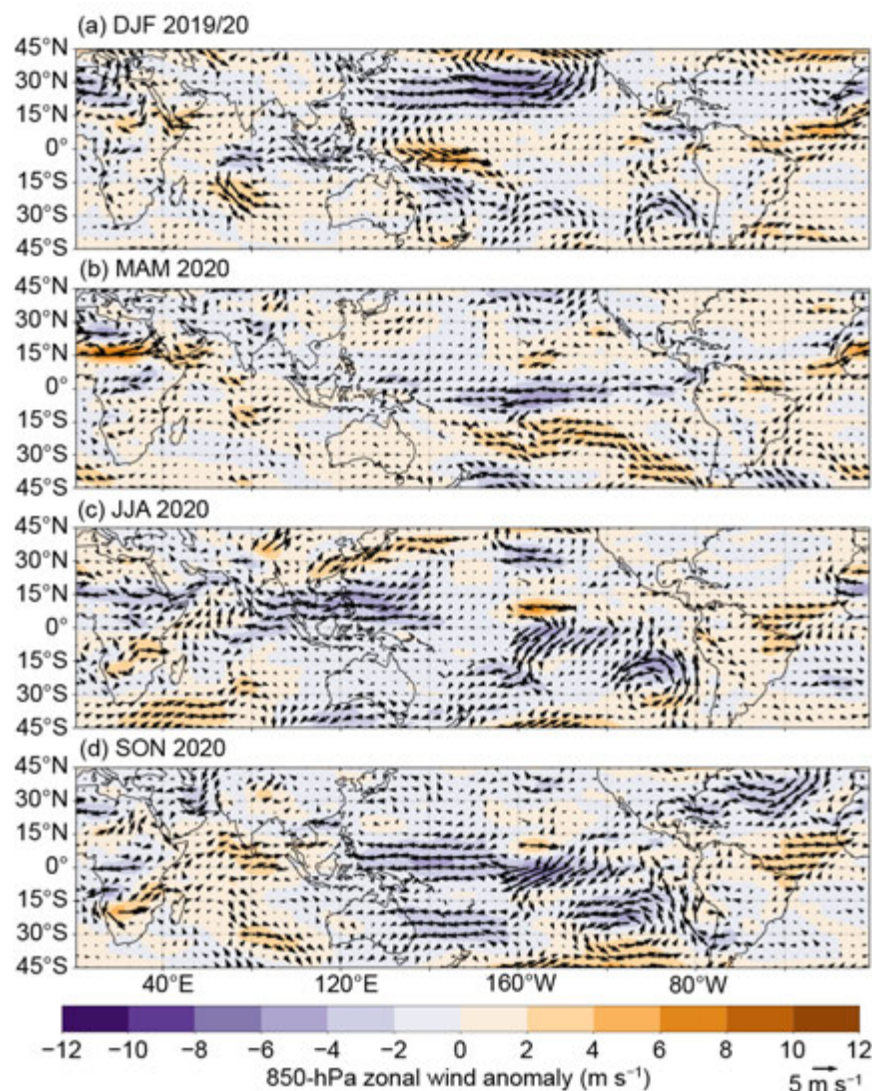 (a) DJF 2019/20
45°N
30°N
15°N
0°
15°S
30°S
45°S
(b) MAM 2020
45°N
30°N
15°N
0°
15°S
30°S
45°S
(c) JJA 2020
45°N
30°N
15°N
0°
15°S
30°S
45°S
(d) SON 2020
45°N
30°N
15°N
0°
15°S
30°S
45°S
40°E 120°E 160°W 80°W
−12 −10 −8 −6 −4 −2 0 2 4 6 8 10 12
850-hPa zonal wind anomaly (m s⁻¹) 5 m s⁻¹